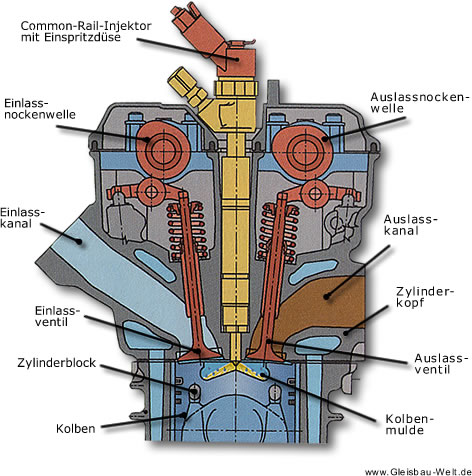 Common-Rail-Injektor
mit Einspritzdüse
Einlass-
nockenwelle
Auslassnocken-
welle
Einlass-
kanal
Auslass-
kanal
Zylinder-
kopf
Einlass-
ventil
Auslass-
ventil
Zylinderblock
Kolben
Kolben-
mulde
www.Gleisbau-Welt.de